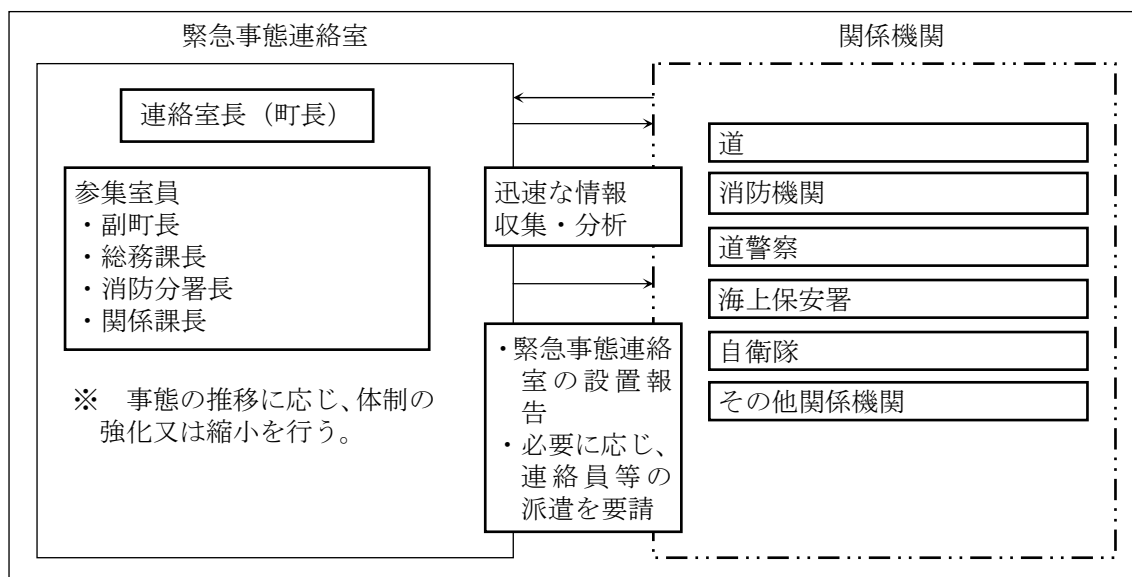 緊急事態連絡室
関係機関
連絡室長（町長）
参集室員
・副町長
・総務課長
・消防分署長
・関係課長
※　事態の推移に応じ、体制の
強化又は縮小を行う。
迅速な情報
収集・分析
・緊急事態連絡
室の設置報
告
・必要に応じ、
連絡員等の
派遣を要請
道
消防機関
道警察
海上保安署
自衛隊
その他関係機関